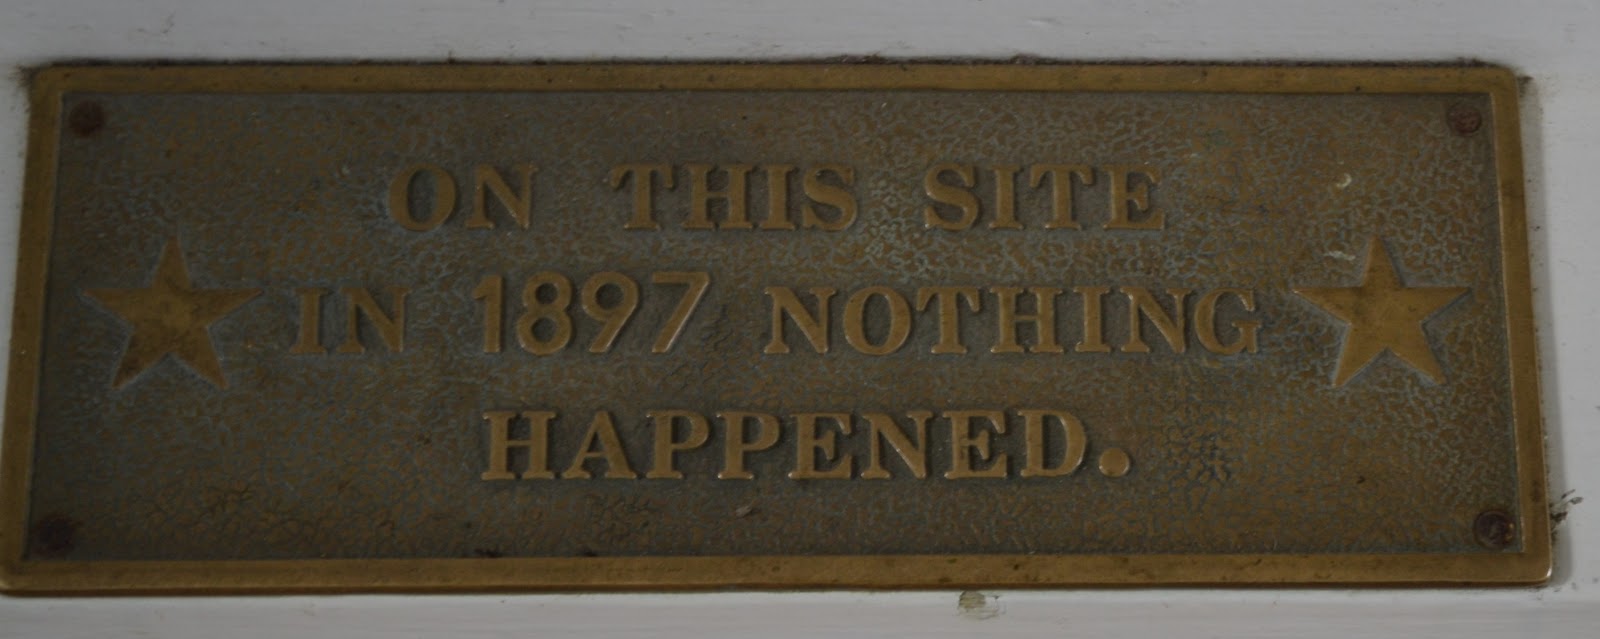 ON THIS SITE
IN 1897 NOTHING
HAPPENED.